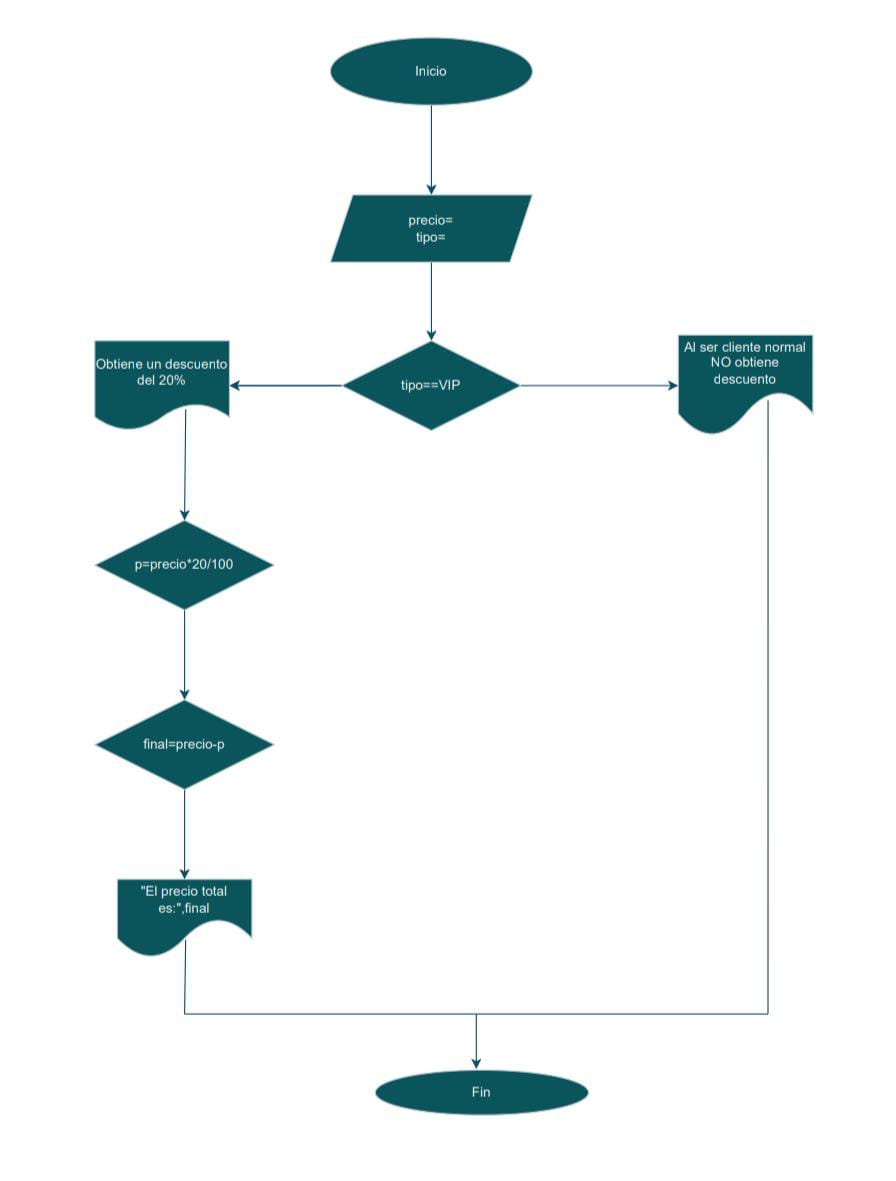 Inicio
precio=
tipo=
Obtiene un descuento
del 20%
tipo==VIP
Al ser cliente normal
NO obtiene
descuento
p=precio*20/100
final=precio-p
"El precio total
es:",final
Fin